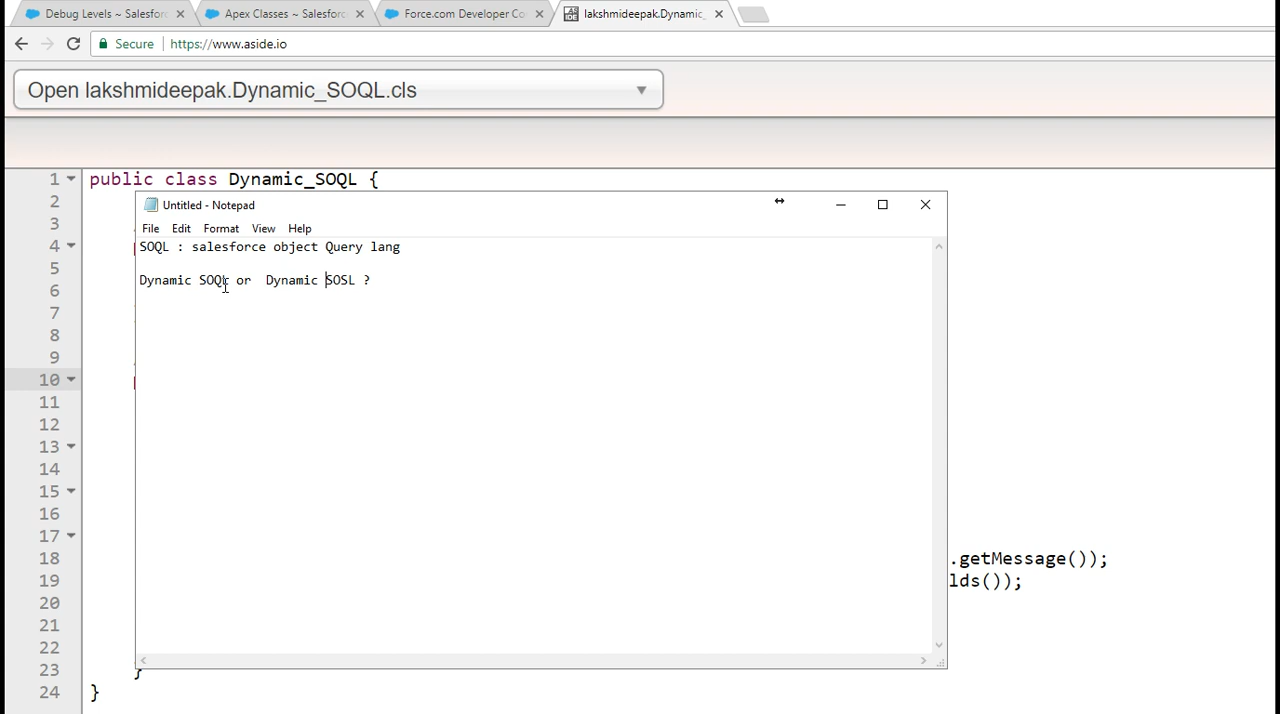 Debug Levels ~ Salesforc
Apex Classes ~ Salesforc
Force.com Developer Co
lakshmideepak.Dynamic_
Secure
https://www.aside.io
Open lakshmideepak.Dynamic_SOQL.cls
1
public class Dynamic_SOQL {
2
3
4
5
6
7
8
9
10
11
12
13
14
15
16
17
18
.getMessage());
19
lds());
20
21
22
23
}
24
}
Untitled - Notepad
File Edit Format View Help
SOQL : salesforce object Query lang
Dynamic SOQL or Dynamic SOSL ?